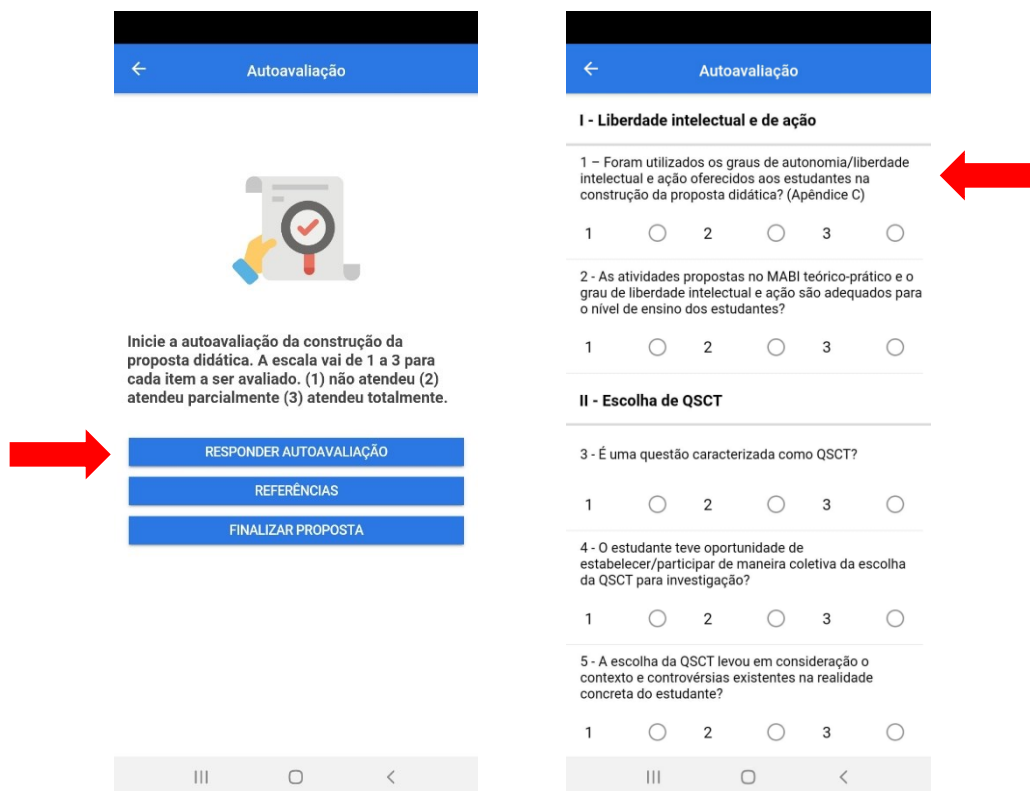 Autoavaliação
Inicie a autoavaliação da construção da
proposta didática. A escala vai de 1 a 3 para
cada item a ser avaliado. (1) não atendeu (2)
atendeu parcialmente (3) atendeu totalmente.
RESPONDER AUTOAVALIAÇÃO
REFERÊNCIAS
FINALIZAR PROPOSTA
Autoavaliação
I - Liberdade intelectual e de ação
1 – Foram utilizados os graus de autonomia/liberdade
intelectual e ação oferecidos aos estudantes na
construção da proposta didática? (Apêndice C)
1 2 3
2 - As atividades propostas no MABI teórico-prático e o
grau de liberdade intelectual e ação são adequados para
o nível de ensino dos estudantes?
1 2 3
II - Escolha de QSCT
3 - É uma questão caracterizada como QSCT?
1 2 3
4 - O estudante teve oportunidade de
estabelecer/participar de maneira coletiva da escolha
da QSCT para investigação?
1 2 3
5 - A escolha da QSCT levou em consideração o
contexto e controvérsias existentes na realidade
concreta do estudante?
1 2 3